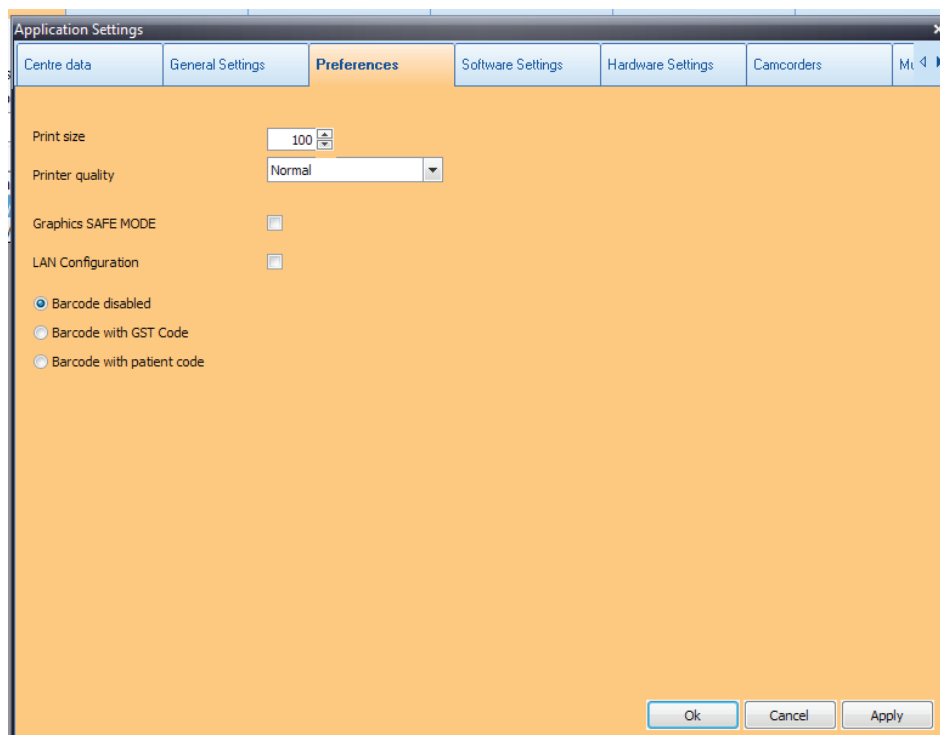 Application Settings
Centre data General Settings Preferences Software Settings Hardware Settings Camcorders
Print size 100
Printer quality Normal
Graphics SAFE MODE
LAN Configuration
Barcode disabled
Barcode with GST Code
Barcode with patient code
Ok Cancel Apply